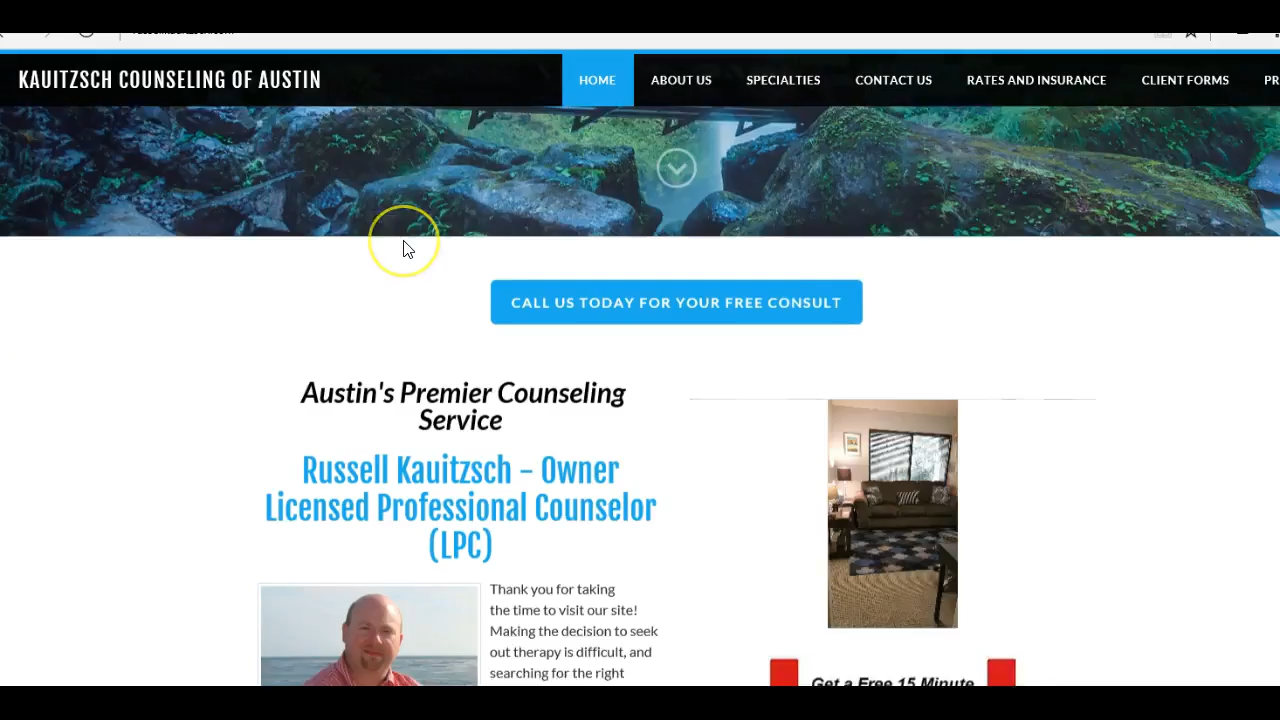 KAUITZSCH COUNSELING OF AUSTIN
HOME ABOUT US SPECIALTIES CONTACT US RATES AND INSURANCE CLIENT FORMS PR
CALL US TODAY FOR YOUR FREE CONSULT
Austin's Premier Counseling
Service
Russell Kauitzsch – Owner
Licensed Professional Counselor
(LPC)
Thank you for taking
the time to visit our site!
Making the decision to seek
out therapy is difficult, and
searching for the right
Get a Free 15 Minute